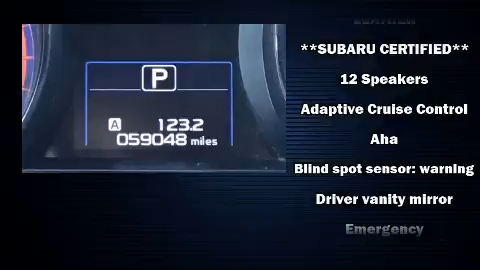 P
A 123.2
059048 miles
**SUBARU CERTIFIED**
12 Speakers
Adaptive Cruise Control
Aha
Blind spot sensor: warning
Driver vanity mirror
Emergency